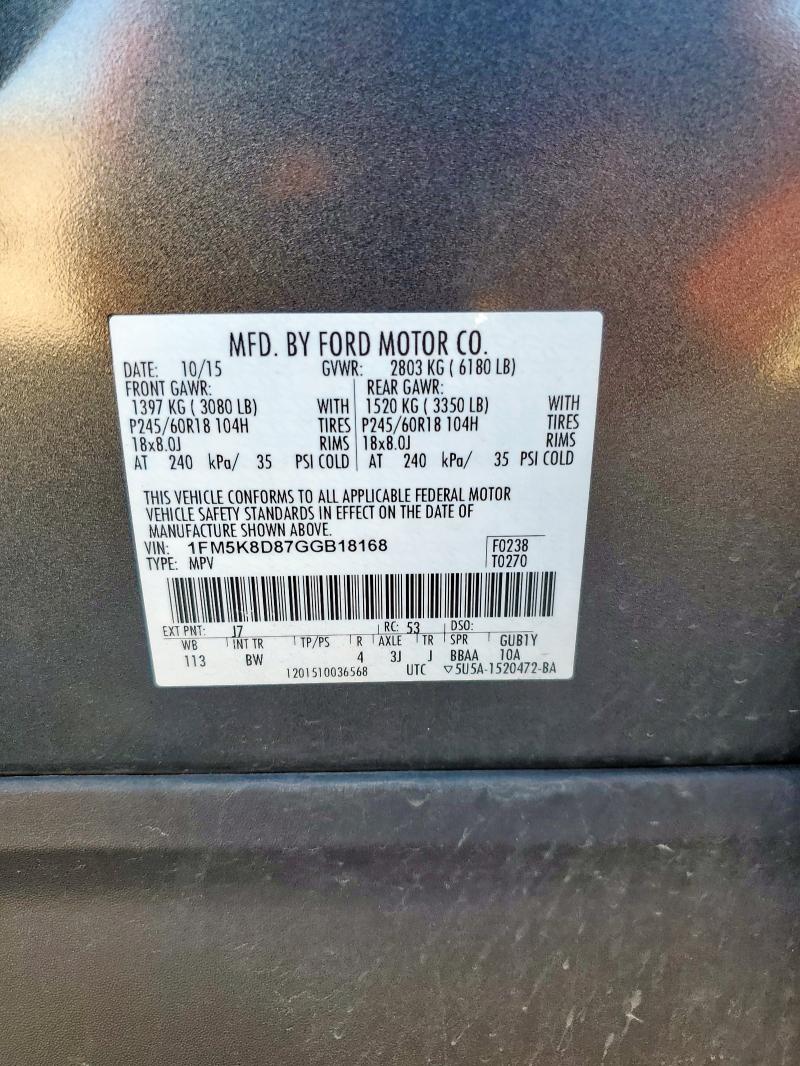 MFD. BY FORD MOTOR CO.
DATE: 10/15 GVWR: 2803 KG ( 6180 LB)
FRONT GAWR: REAR GAWR:
1397 KG ( 3080 LB) WITH 1520 KG ( 3350 LB) WITH
P245/60R18 104H TIRES P245/60R18 104H TIRES
18x8.0J RIMS 18x8.0J RIMS
AT 240 kPa/ 35 PSI COLD AT 240 kPa/ 35 PSI COLD
THIS VEHICLE CONFORMS TO ALL APPLICABLE FEDERAL MOTOR
VEHICLE SAFETY STANDARDS IN EFFECT ON THE DATE OF
MANUFACTURE SHOWN ABOVE.
VIN: 1FM5K8D87GGB18168 F0238
TYPE: MPV T0270
EXT PNT: J7 RC: 53 DSO:
WB INT TR TP/PS R AXLE TR SPR GUB1Y
113 BW 4 3J J BBAA 10A
1201510036568 UTC ▽5U5A-1520472-BA